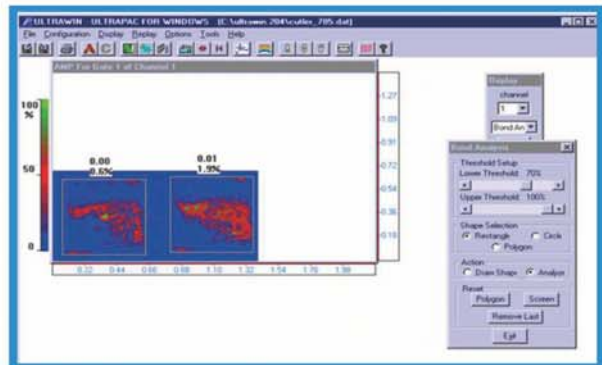 ULTRAWIN - ULTRAPAC FOR WINDOWS (C:\ultrawin.204\cutler_705.dat)
File Configuration Display Replay Options Tools Help
AMP For Gate 1 of Channel 1
100
%
50
0
0.00
0.6%
0.01
1.9%
1.27
1.09
0.91
0.72
0.54
0.36
0.18
0.22 0.44 0.66 0.88 1.10 1.32 1.54 1.76 1.98
Replay
channel
1
Bond An
Bond Analysis
Threshold Setup
Lower Threshold: 70%
Upper Threshold: 100%
Shape Selection
Rectangle Circle
Polygon
Action
Draw Shape Analyze
Reset
Polygon Screen
Remove Last
Exit